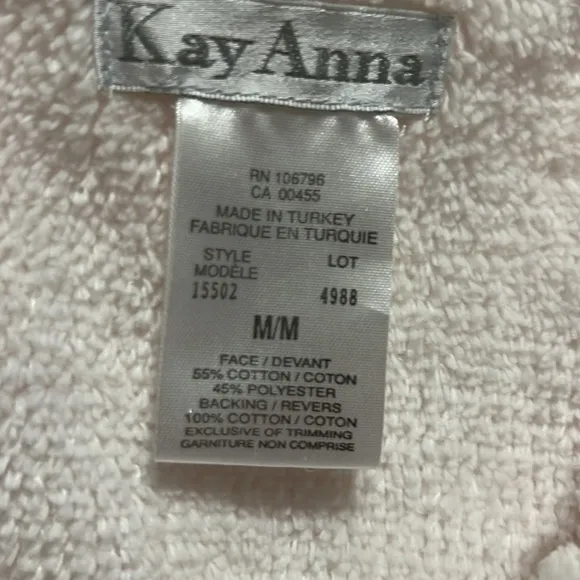 Kay Anna
RN 106796
CA 00455
MADE IN TURKEY
FABRIQUE EN TURQUIE
STYLE LOT
MODÈLE
15502 4988
M/M
FACE / DEVANT
55% COTTON / COTON
45% POLYESTER
BACKING / REVERS
100% COTTON / COTON
EXCLUSIVE OF TRIMMING
GARNITURE NON COMPRISE